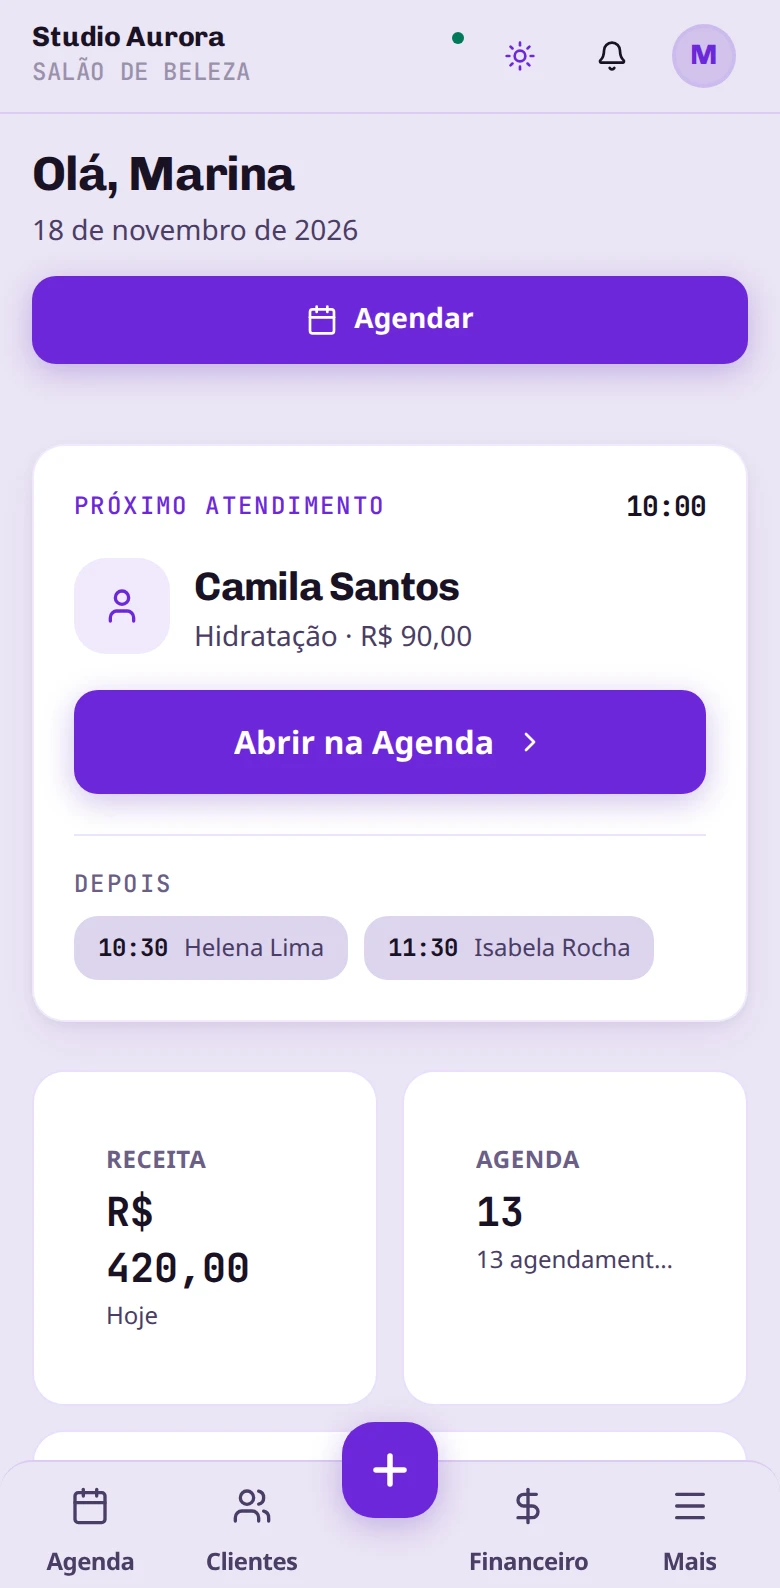 Studio Aurora
SALÃO DE BELEZA
M
Olá, Marina
18 de novembro de 2026
Agendar
PRÓXIMO ATENDIMENTO 10:00
Camila Santos
Hidratação · R$ 90,00
Abrir na Agenda
DEPOIS
10:30 Helena Lima 11:30 Isabela Rocha
RECEITA
R$
420,00
Hoje
AGENDA
13
13 agendament...
Agenda Clientes Financeiro Mais